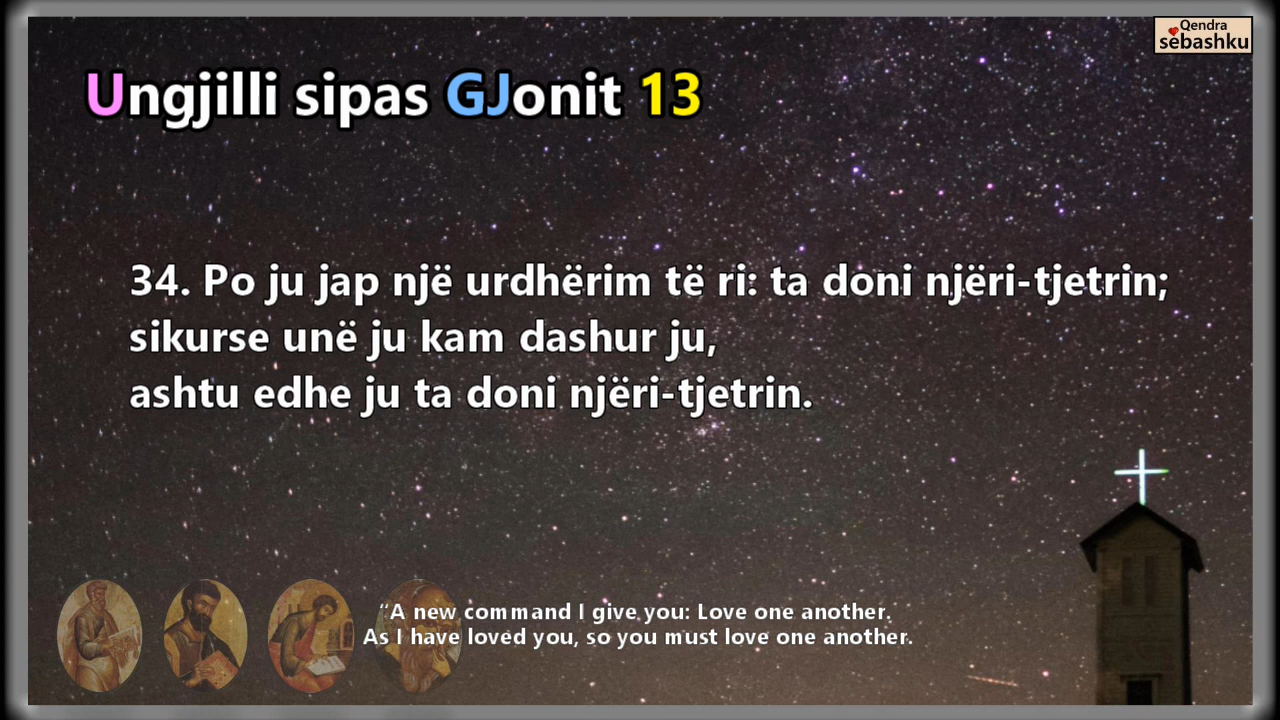 Qendra
sëbashku
Ungjilli sipas GJonit 13
34. Po ju jap një urdhërim të ri: ta doni njëri-tjetrin;
sikurse unë ju kam dashur ju,
ashtu edhe ju ta doni njëri-tjetrin.
“A new command I give you: Love one another.
As I have loved you, so you must love one another.